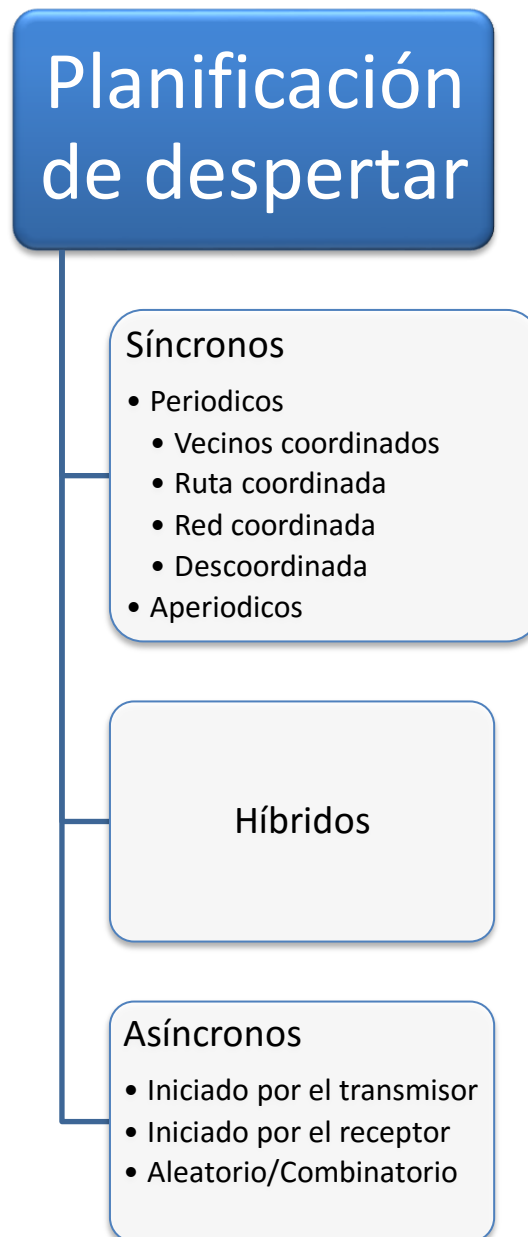 Planificación
de despertar
Síncronos
• Periodicos
• Vecinos coordinados
• Ruta coordinada
• Red coordinada
• Descoordinada
• Aperiodicos
Híbridos
Asíncronos
• Iniciado por el transmisor
• Iniciado por el receptor
• Aleatorio/Combinatorio